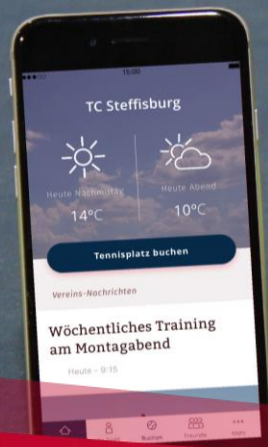 15:00
TC Steffisburg
Heute Nachmittag
Heute Abend
14°C
10°C
Tennisplatz buchen
Vereins-Nachrichten
Wöchentliches Training
am Montagabend
Heute – 9:15
Buchen
Freunde